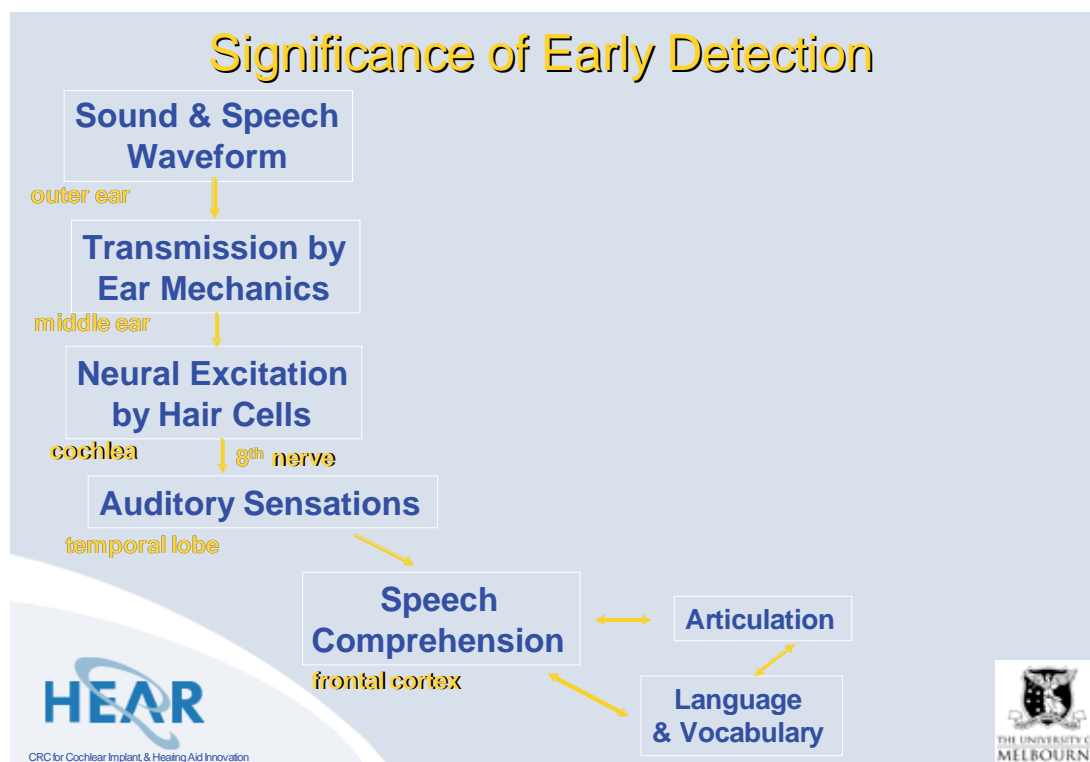 Significance of Early Detection
Sound & Speech
Waveform
outer ear
Transmission by
Ear Mechanics
middle ear
Neural Excitation
by Hair Cells
cochlea
8th nerve
Auditory Sensations
temporal lobe
Speech
Comprehension
Articulation
frontal cortex
Language
& Vocabulary
HEAR
CRC for Cochlear Implant & Hearing Aid Innovation
THE UNIVERSITY O
MELBOURN